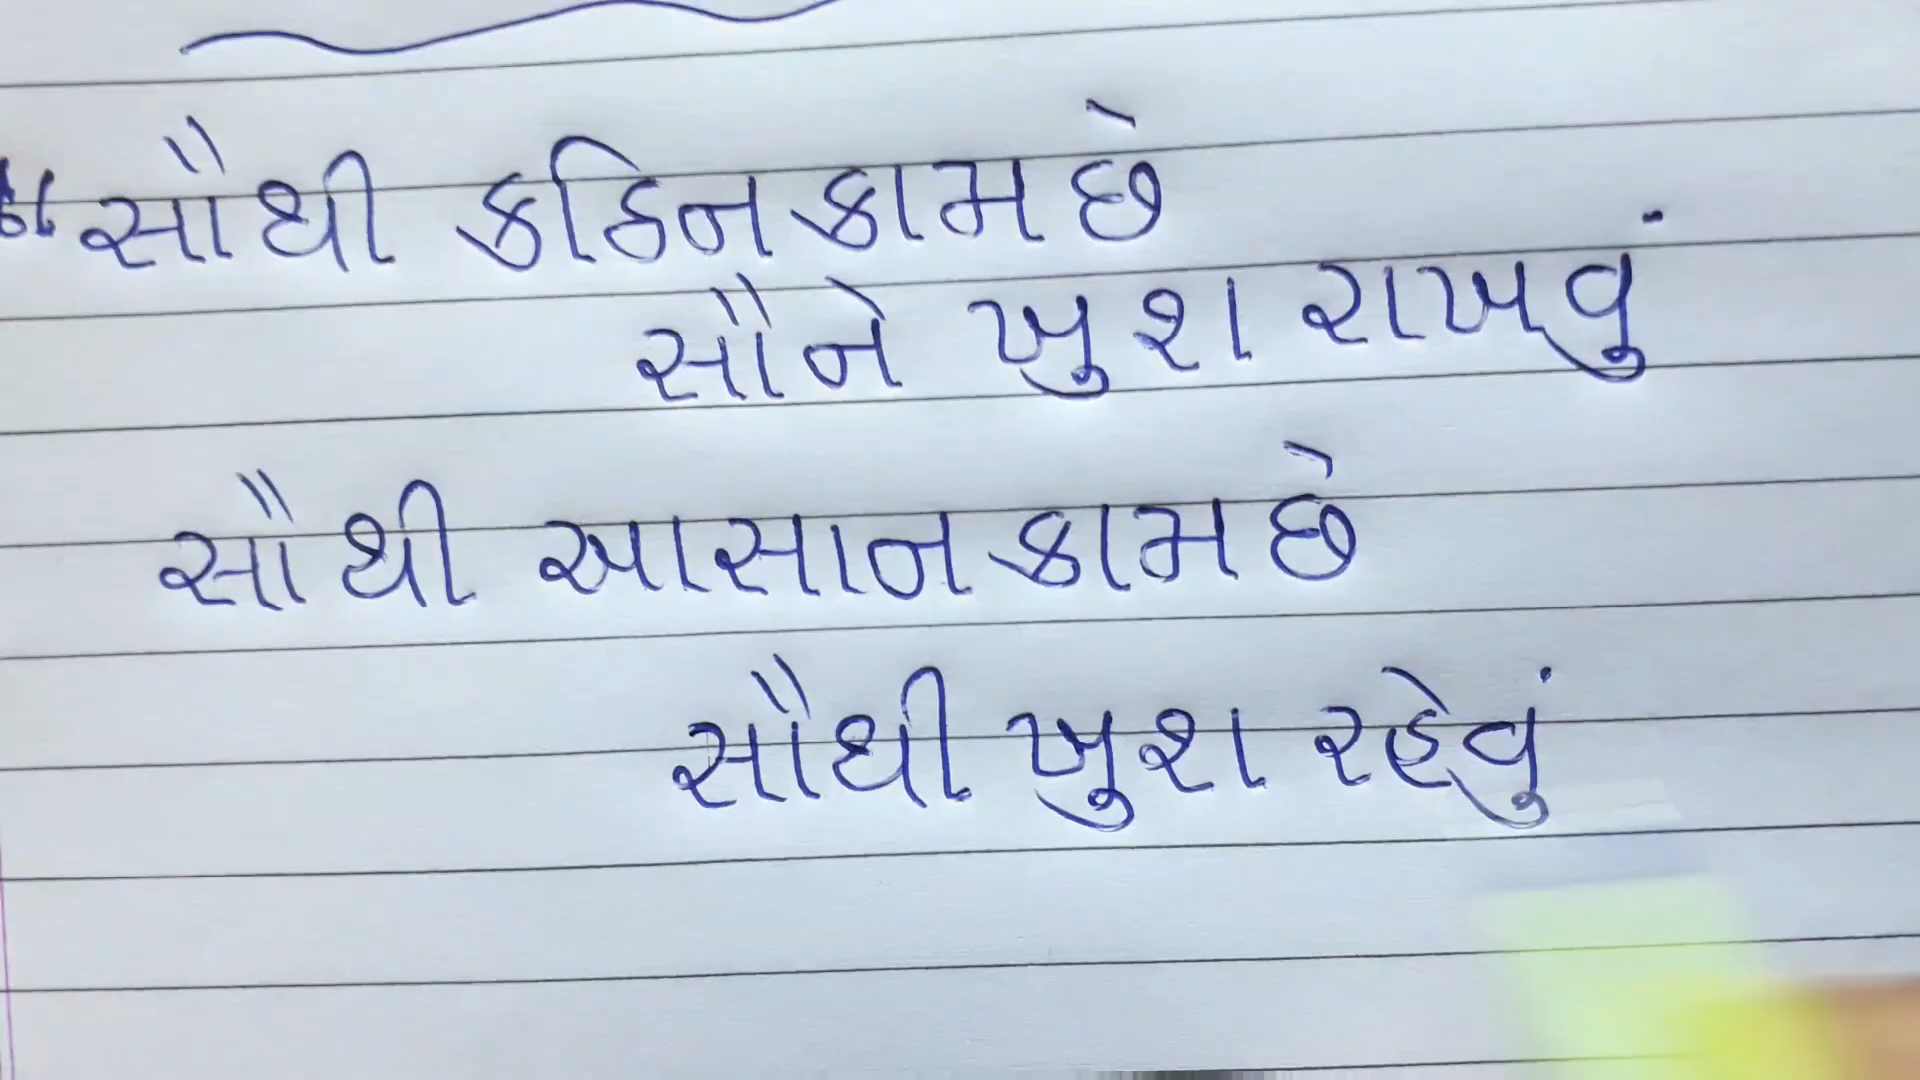 “સૌથી કઠિન કામ છે
સૌને ખુશ રાખવું
સૌથી આસાન કામ છે
સૌથી ખુશ રહેવું